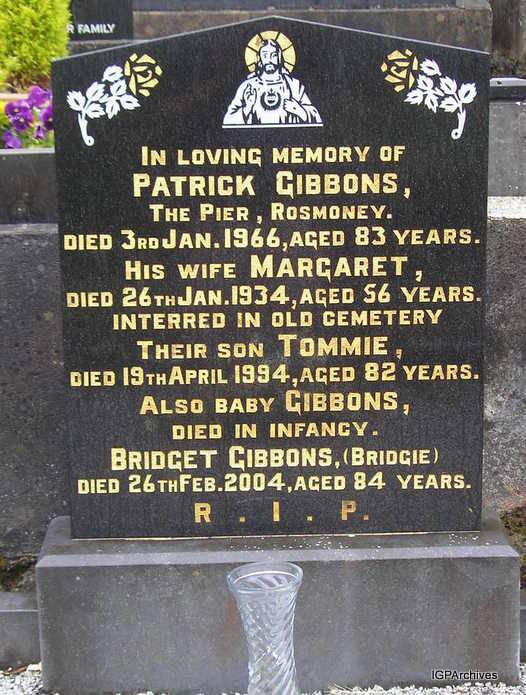 R FAMILY
IN LOVING MEMORY OF
PATRICK GIBBONS,
THE PIER, ROSMONEY.
DIED 3RD JAN. 1966, AGED 83 YEARS.
HIS WIFE MARGARET,
DIED 26TH JAN. 1934, AGED 56 YEARS.
INTERRED IN OLD CEMETERY
THEIR SON TOMMIE,
DIED 19TH APRIL 1994, AGED 82 YEARS.
ALSO BABY GIBBONS,
DIED IN INFANCY.
BRIDGET GIBBONS, (BRIDGIE)
DIED 26TH FEB. 2004, AGED 84 YEARS.
R . I . P.
IGPArchives